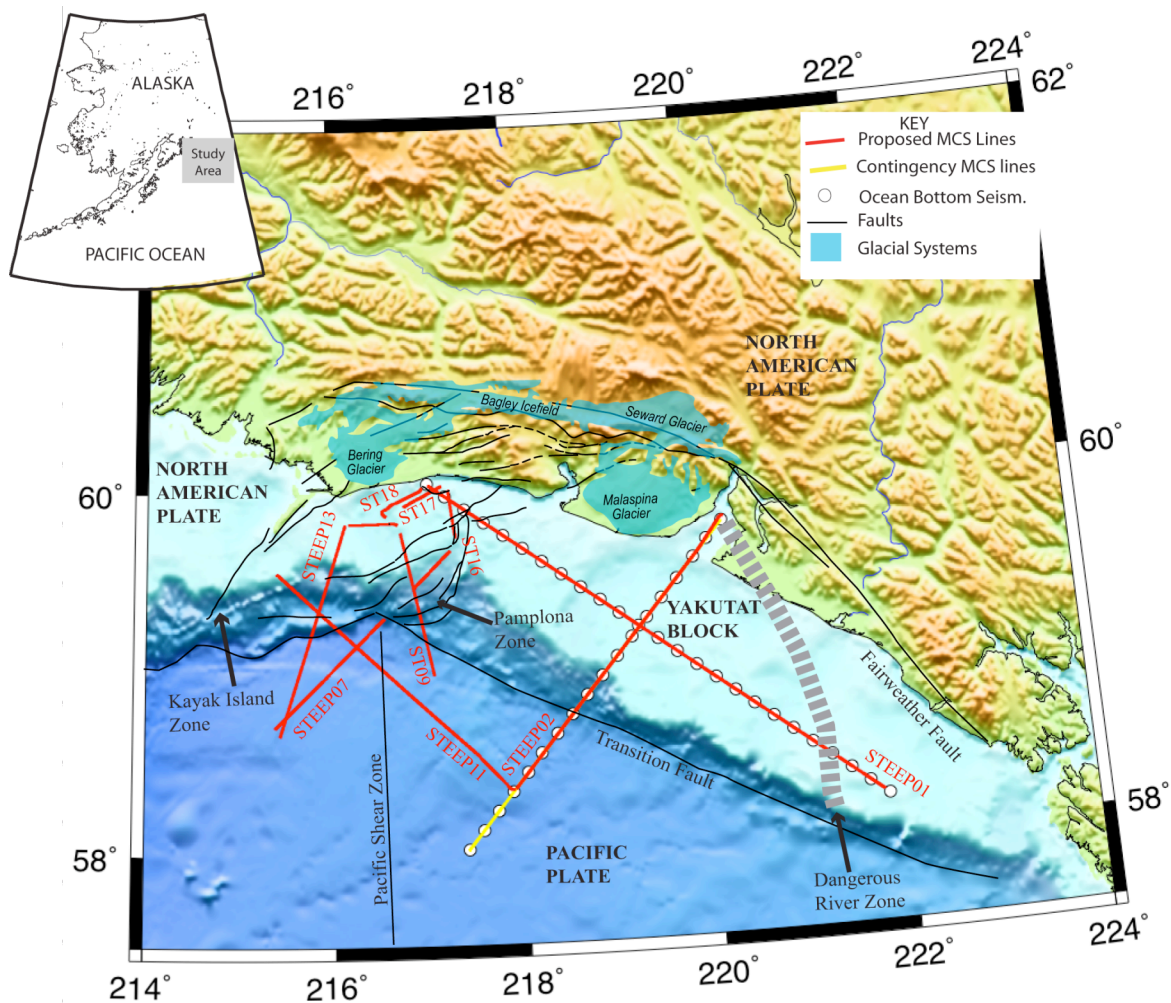 ALASKA
Study
Area
PACIFIC OCEAN
216°
218°
220°
222°
224°
62°
KEY
Proposed MCS Lines
Contingency MCS lines
Ocean Bottom Seism.
Faults
Glacial Systems
NORTH
AMERICAN
PLATE
Bagley Icefield
Seward Glacier
Bering
Glacier
Malaspina
Glacier
60°
60°
NORTH
AMERICAN
PLATE
ST18
ST17
STEEP13
ST16
Pamplona
Zone
YAKUTAT
BLOCK
Kayak Island
Zone
STEEP07
ST09
STEEP11
STEEP02
Transition Fault
Fairweather Fault
STEEP01
Pacific Shear Zone
58°
58°
PACIFIC
PLATE
Dangerous
River Zone
214°
216°
218°
220°
222°
224°